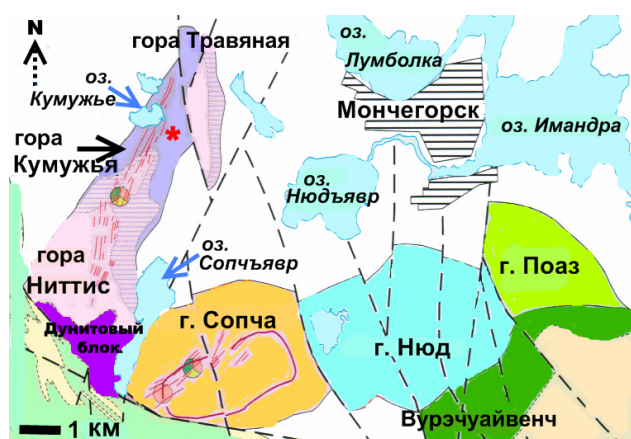 N
гора Травяная
оз.
Лумболка
оз.
Кумужье
Мончегорск
оз. Имандра
гора
Кумужья
*
оз.
Нюдъявр
оз.
Сопчъявр
гора
Ниттис
г. Поаз
г. Сопча
Дунитовый
блок
г. Нюд
Вурэчуайвенч
1 км